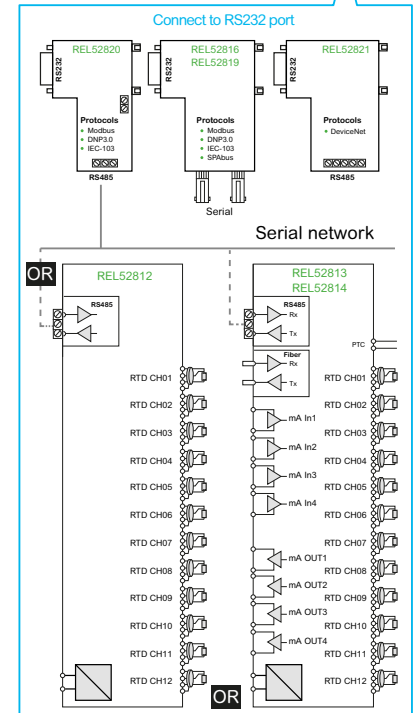 Connect to RS232 port
REL52820
RS232
Protocols
• Modbus
• DNP3.0
• IEC-103
RS485
REL52816
REL52819
RS232
Protocols
• Modbus
• DNP3.0
• IEC-103
• SPAbus
Serial
REL52821
RS232
Protocols
• DeviceNet
RS485
Serial network
OR
REL52812
RS485
RTD CH01
RTD CH02
RTD CH03
RTD CH04
RTD CH05
RTD CH06
RTD CH07
RTD CH08
RTD CH09
RTD CH10
RTD CH11
RTD CH12
OR
REL52813
REL52814
RS485
Rx
Tx
Fiber
Rx
Tx
mA In1
mA In2
mA In3
mA In4
mA OUT1
mA OUT2
mA OUT3
mA OUT4
PTC
RTD CH01
RTD CH02
RTD CH03
RTD CH04
RTD CH05
RTD CH06
RTD CH07
RTD CH08
RTD CH09
RTD CH10
RTD CH11
RTD CH12